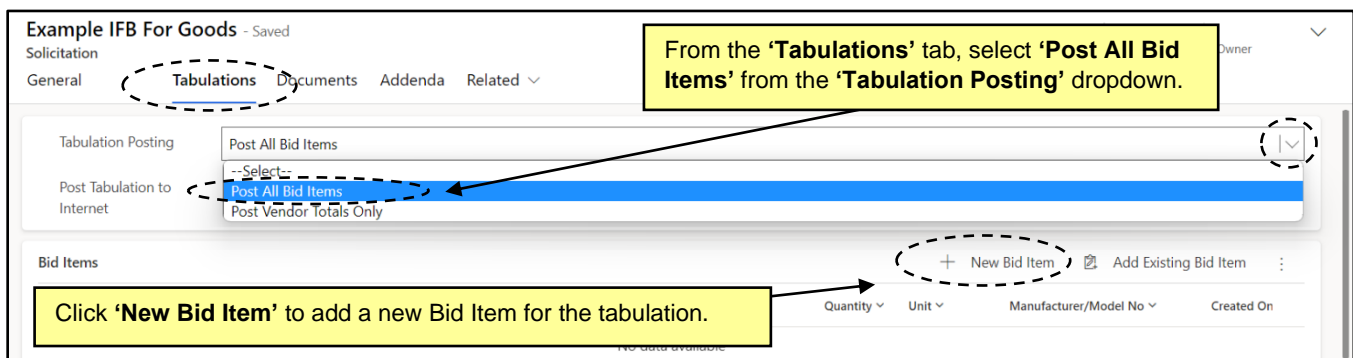 Example IFB For Goods - Saved
Solicitation
Owner
From the ‘Tabulations’ tab, select ‘Post All Bid
Items’ from the ‘Tabulation Posting’ dropdown.
General Tabulations Documents Addenda Related
Tabulation Posting
Post All Bid Items
--Select--
Post All Bid Items
Post Vendor Totals Only
Post Tabulation to
Internet
Bid Items
+ New Bid Item Add Existing Bid Item
Click ‘New Bid Item’ to add a new Bid Item for the tabulation.
Quantity Unit Manufacturer/Model No Created On
No data available